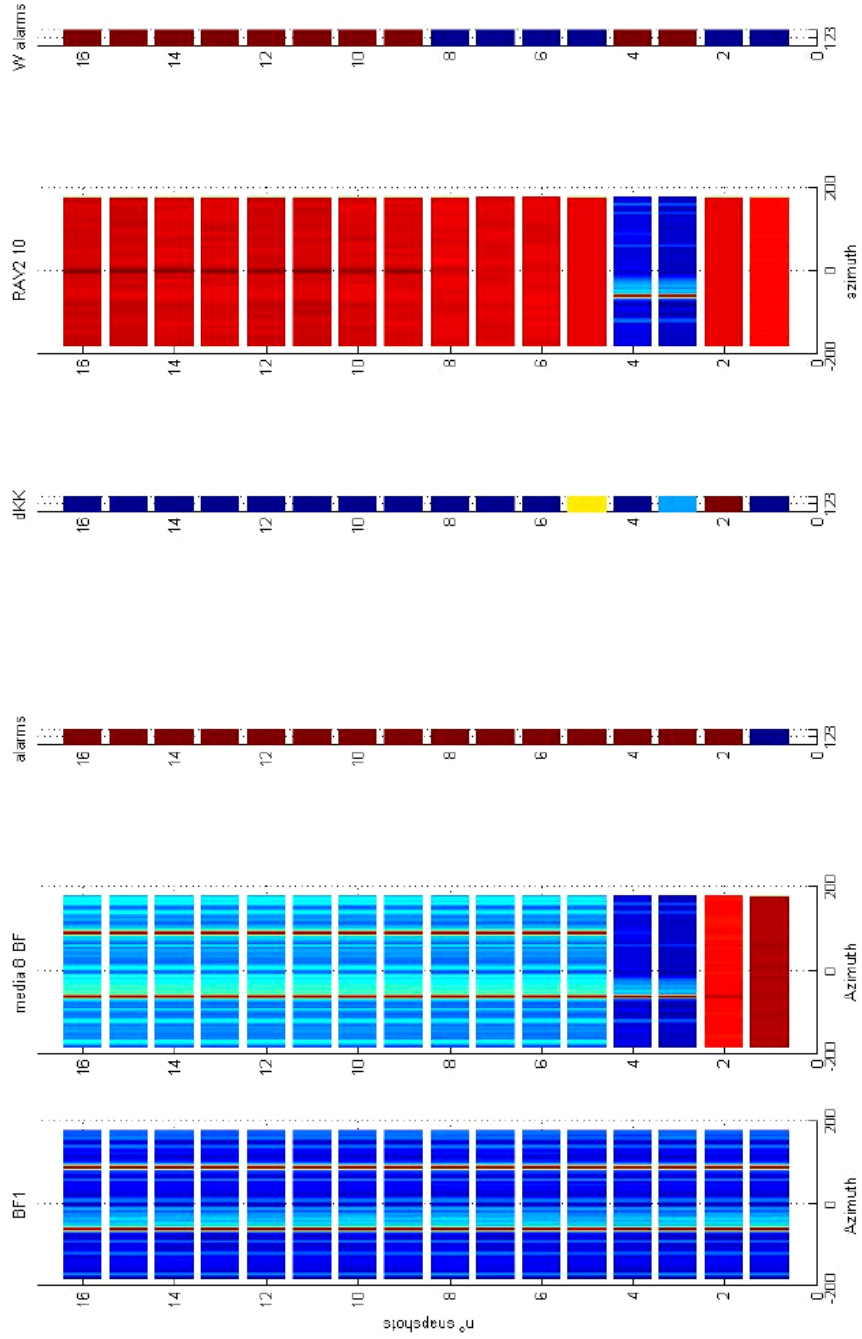 BF1
media 8 BF
alarms
dKK
RAV2 10
W alarms
n° snapshots
16 16 16 16 16 16
14 14 14 14 14 14
12 12 12 12 12 12
10 10 10 10 10 10
8 8 8 8 8 8
6 6 6 6 6 6
4 4 4 4 4 4
2 2 2 2 2 2
0 0 0 0 0 0
-200 0 200
-200 0 200
123
123
-200 0 200
123
Azimuth
Azimuth
azimuth